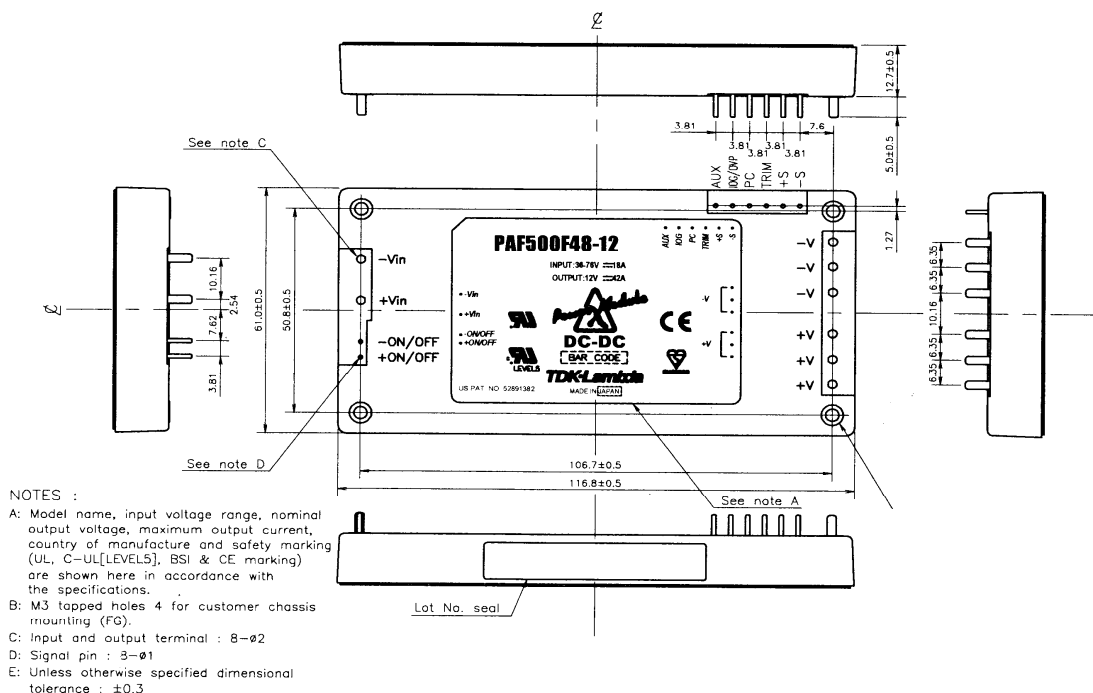 ℄
12.7±0.5
3.81
7.6
3.81
3.81
3.81
3.81
5.0±0.5
See note C
AUX
IOG/OVP
PC
TRIM
+S
-S
1.27
PAF500F48-12
INPUT:36-76V 18A
OUTPUT:12V 42A
AUX
IOG
PC
TRIM
+S
-S
-Vin
+Vin
-ON/OFF
+ON/OFF
-V
+V
DC-DC
Power Module
BAR CODE
LEVEL5
TDK-Lambda
US PAT NO. 52891382
MADE IN JAPAN
CE
-Vin
+Vin
-ON/OFF
+ON/OFF
-V
-V
-V
+V
+V
+V
℄
10.16
2.54
7.62
3.81
61.0±0.5
50.8±0.5
6.35
6.35
10.16
6.35
6.35
See note D
106.7±0.5
116.8±0.5
See note A
Lot No. seal
NOTES :
A: Model name, input voltage range, nominal
output voltage, maximum output current,
country of manufacture and safety marking
(UL, C-UL[LEVEL5], BSI & CE marking)
are shown here in accordance with
the specifications.
B: M3 tapped holes 4 for customer chassis
mounting (FG).
C: Input and output terminal : 8-ø2
D: Signal pin : 8-ø1
E: Unless otherwise specified dimensional
tolerance : ±0.3